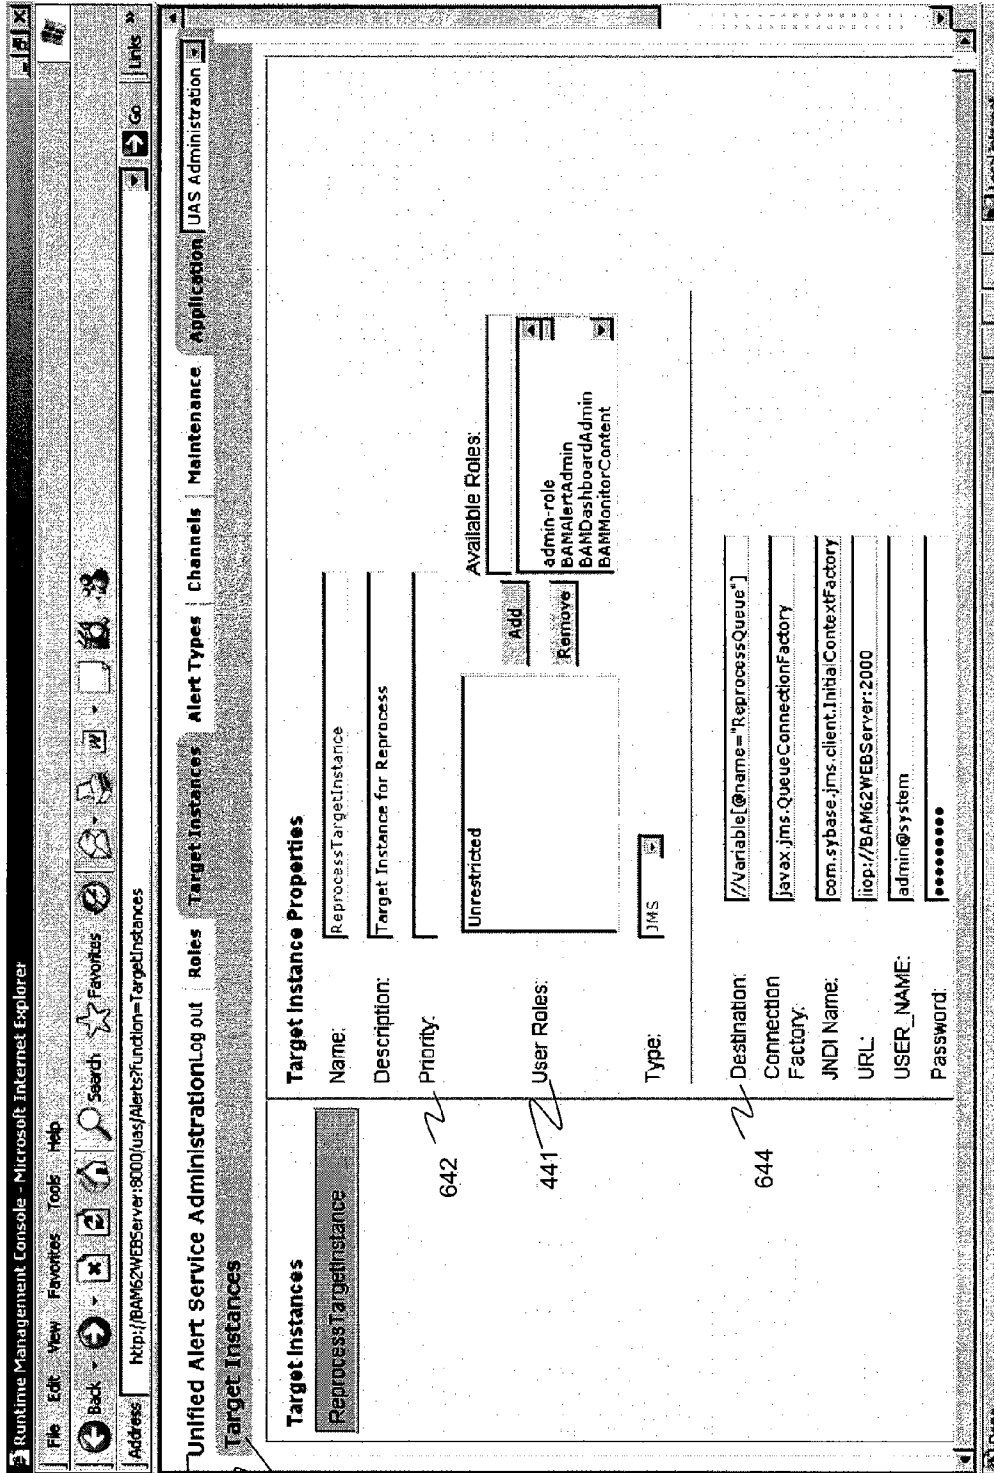 Runtime Management Console - Microsoft Internet Explorer
File Edit View Favorites Tools Help
Back Search Favorites
Address http://BAM62WEBServer:8000/uas/Alerts?function=TargetInstances Go Links »
Unified Alert Service Administration Log out Roles Target Instances Alert Types Channels Maintenance Application UAS Administration
Target Instances
Target Instances
ReprocessTargetInstance
Target Instance Properties
Name: ReprocessTargetInstance
Description: Target Instance for Reprocess
Priority:
642
User Roles: Unrestricted
441
Add
Remove
Available Roles:
admin-role
BAMAlertAdmin
BAMDashboardAdmin
BAMMonitorContent
Type: JMS
Destination: //Variable[@name="ReprocessQueue"]
644
Connection
Factory: javax.jms.QueueConnectionFactory
JNDI Name: com.sybase.jms.client.InitialContextFactory
URL: iiop://BAM62WEBServer:2000
USER_NAME: admin@system
Password: •••••••••